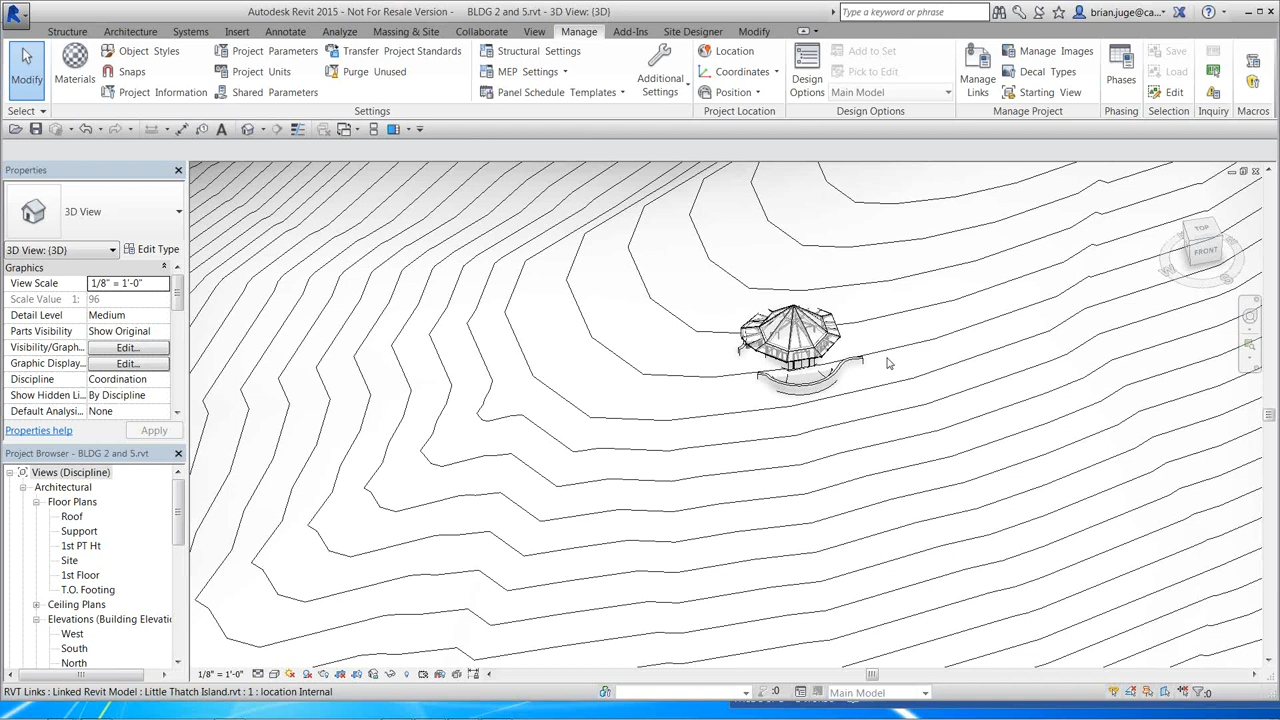 Autodesk Revit 2015 - Not For Resale Version - BLDG 2 and 5.rvt - 3D View: {3D}
Type a keyword or phrase
brian.juge@ca...
Structure Architecture Systems Insert Annotate Analyze Massing & Site Collaborate View Manage Add-Ins Site Designer Modify
Modify
Materials
Object Styles
Snaps
Project Information
Project Parameters
Project Units
Shared Parameters
Transfer Project Standards
Purge Unused
Structural Settings
MEP Settings
Panel Schedule Templates
Additional
Settings
Location
Coordinates
Position
Design
Options
Add to Set
Pick to Edit
Main Model
Manage
Links
Manage Images
Decal Types
Starting View
Phases
Save
Load
Edit
Select Settings Project Location Design Options Manage Project Phasing Selection Inquiry Macros
Properties
3D View
3D View: {3D} Edit Type
Graphics
View Scale 1/8" = 1'-0"
Scale Value 1: 96
Detail Level Medium
Parts Visibility Show Original
Visibility/Graph... Edit...
Graphic Display... Edit...
Discipline Coordination
Show Hidden Li... By Discipline
Default Analysi... None
Properties help Apply
Project Browser - BLDG 2 and 5.rvt
Views (Discipline)
Architectural
Floor Plans
Roof
Support
1st PT Ht
Site
1st Floor
T.O. Footing
Ceiling Plans
Elevations (Building Elevati
West
South
North
TOP
FRONT
1/8" = 1'-0"
RVT Links : Linked Revit Model : Little Thatch Island.rvt : 1 : location Internal
:0
Main Model
:0